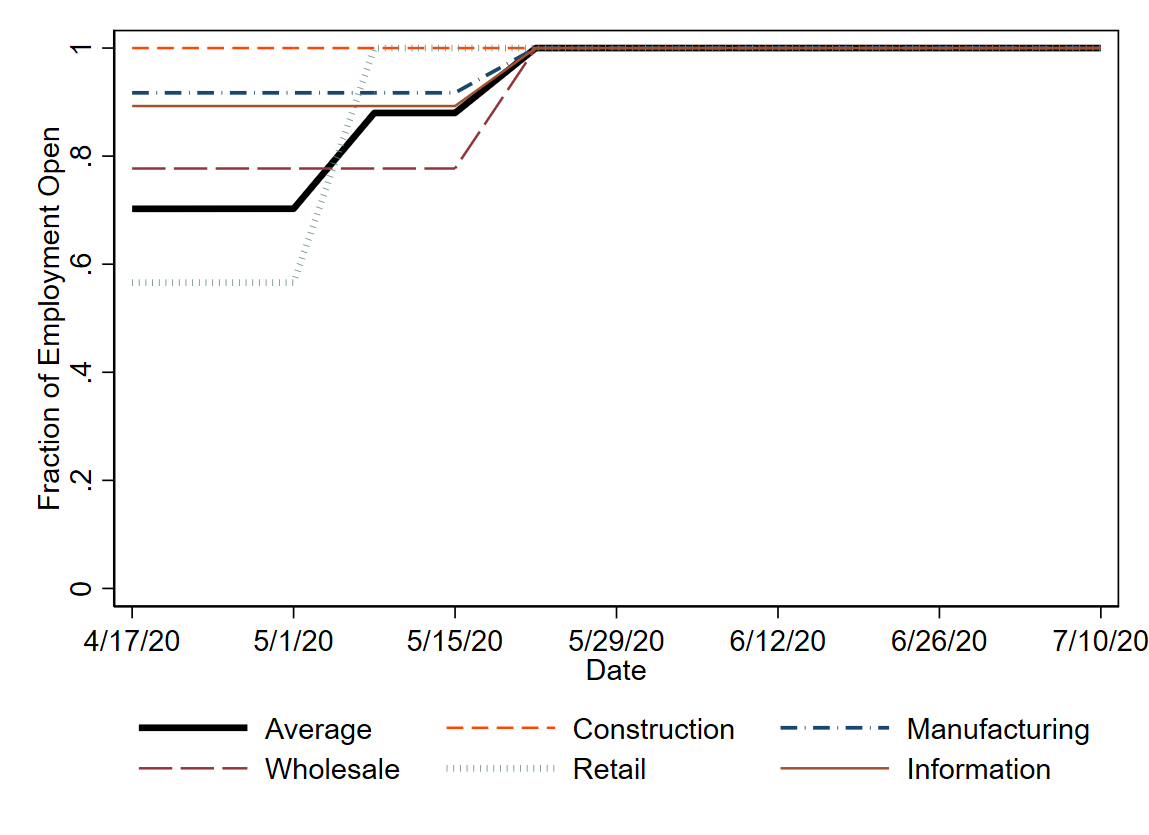 Fraction of Employment Open
1
.8
.6
.4
.2
0
4/17/20 5/1/20 5/15/20 5/29/20 6/12/20 6/26/20 7/10/20
Date
Average Construction Manufacturing
Wholesale Retail Information